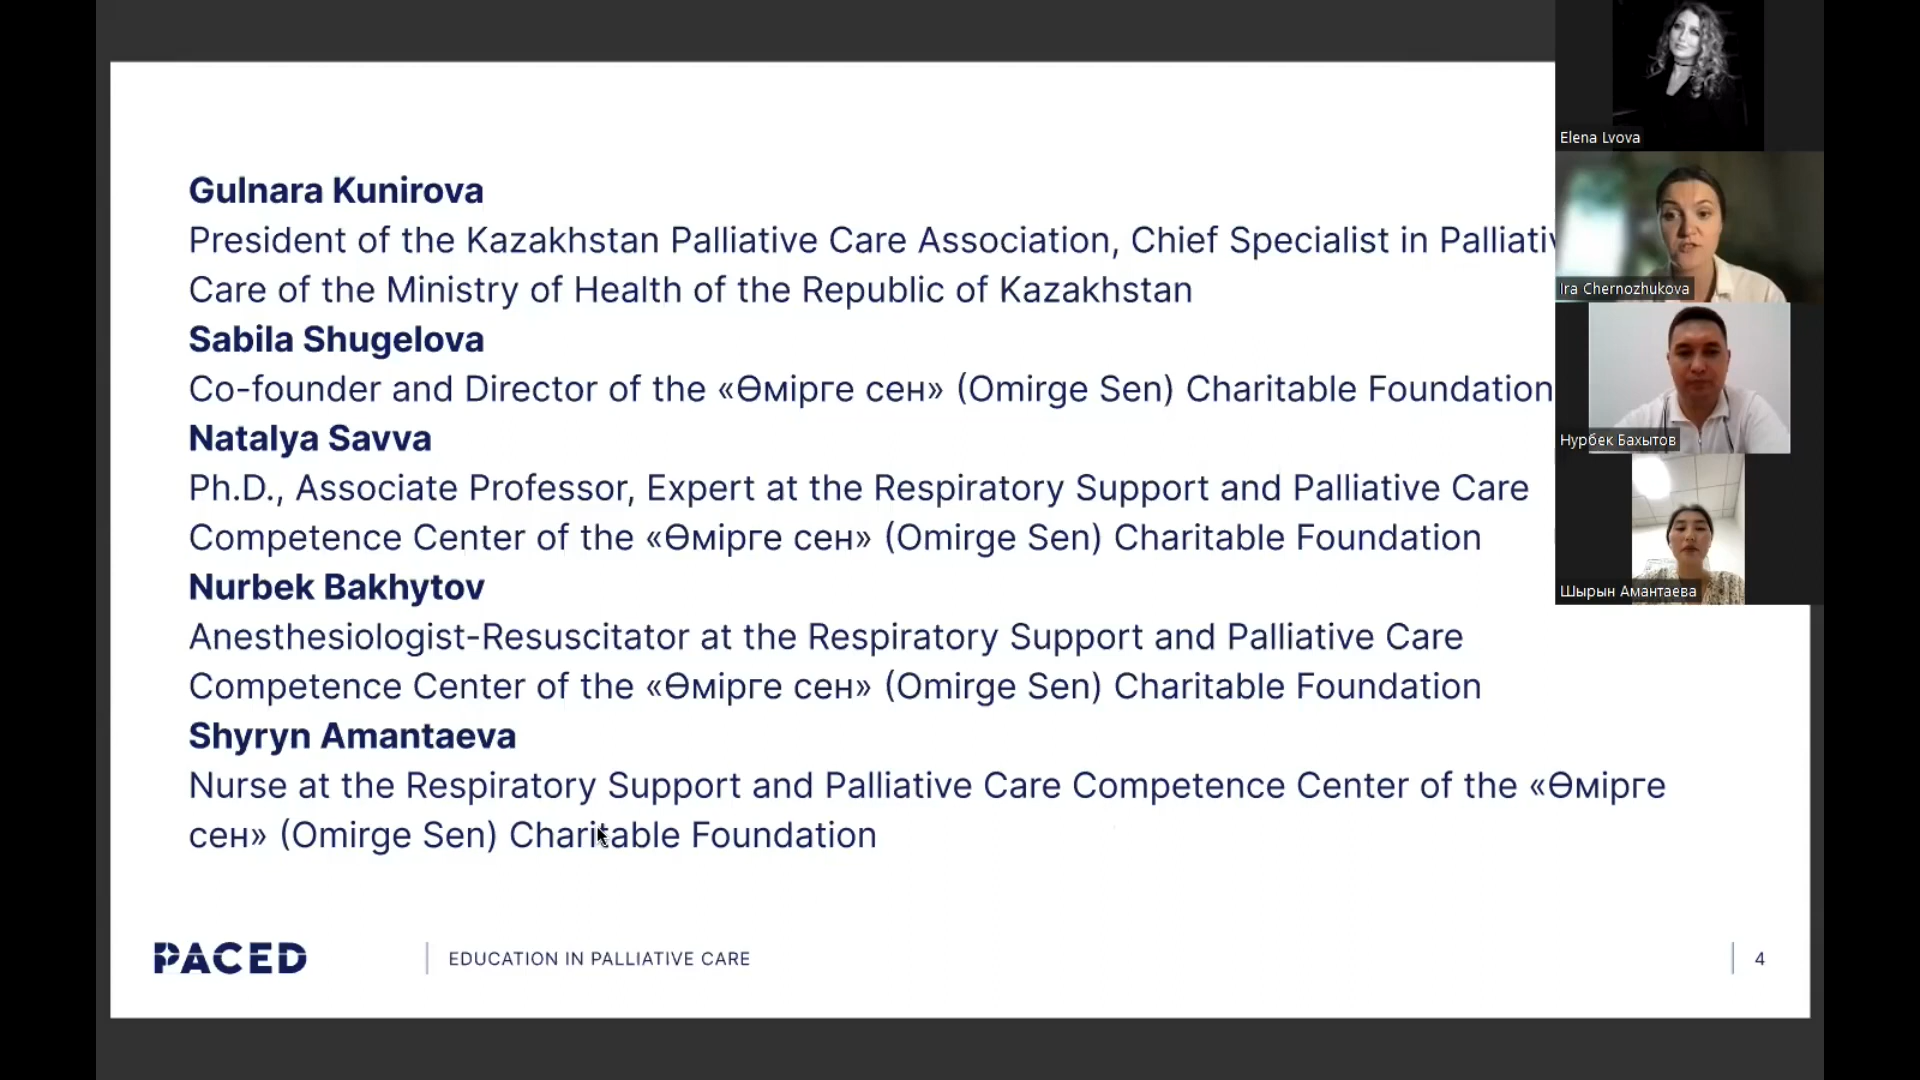 Gulnara Kunirova
President of the Kazakhstan Palliative Care Association, Chief Specialist in Palliativ
Care of the Ministry of Health of the Republic of Kazakhstan
Sabila Shugelova
Co-founder and Director of the «Өмірге сен» (Omirge Sen) Charitable Foundation
Natalya Savva
Ph.D., Associate Professor, Expert at the Respiratory Support and Palliative Care
Competence Center of the «Өмірге сен» (Omirge Sen) Charitable Foundation
Nurbek Bakhytov
Anesthesiologist-Resuscitator at the Respiratory Support and Palliative Care
Competence Center of the «Өмірге сен» (Omirge Sen) Charitable Foundation
Shyryn Amantaeva
Nurse at the Respiratory Support and Palliative Care Competence Center of the «Өмірге
сен» (Omirge Sen) Charitable Foundation
PACED
EDUCATION IN PALLIATIVE CARE
4
Elena Lvova
Ira Chernozhukova
Нурбек Бахытов
Шырын Амантаева